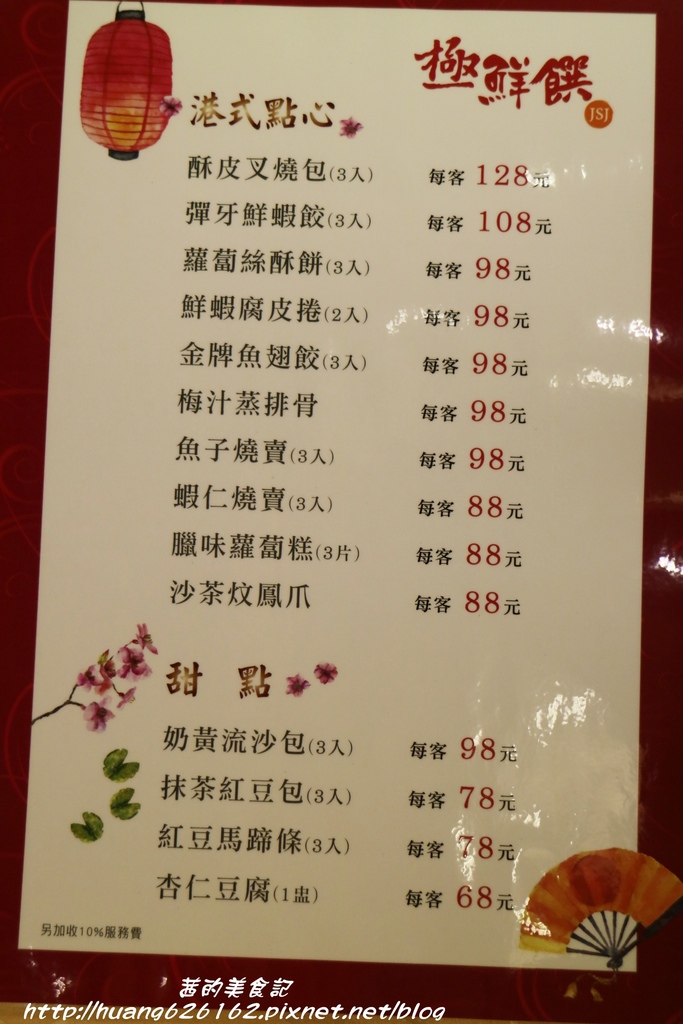 極鮮饌
JSJ
港式點心
酥皮叉燒包(3入) 每客 128元
彈牙鮮蝦餃(3入) 每客 108元
蘿蔔絲酥餅(3入) 每客 98元
鮮蝦腐皮捲(2入) 每客 98元
金牌魚翅餃(3入) 每客 98元
梅汁蒸排骨 每客 98元
魚子燒賣(3入) 每客 98元
蝦仁燒賣(3入) 每客 88元
臘味蘿蔔糕(3片) 每客 88元
沙茶炆鳳爪 每客 88元
甜 點
奶黃流沙包(3入) 每客 98元
抹茶紅豆包(3入) 每客 78元
紅豆馬蹄條(3入) 每客 78元
杏仁豆腐(1盅) 每客 68元
另加收10%服務費
茜的美食記
http://huang626162.pixnet.net/blog